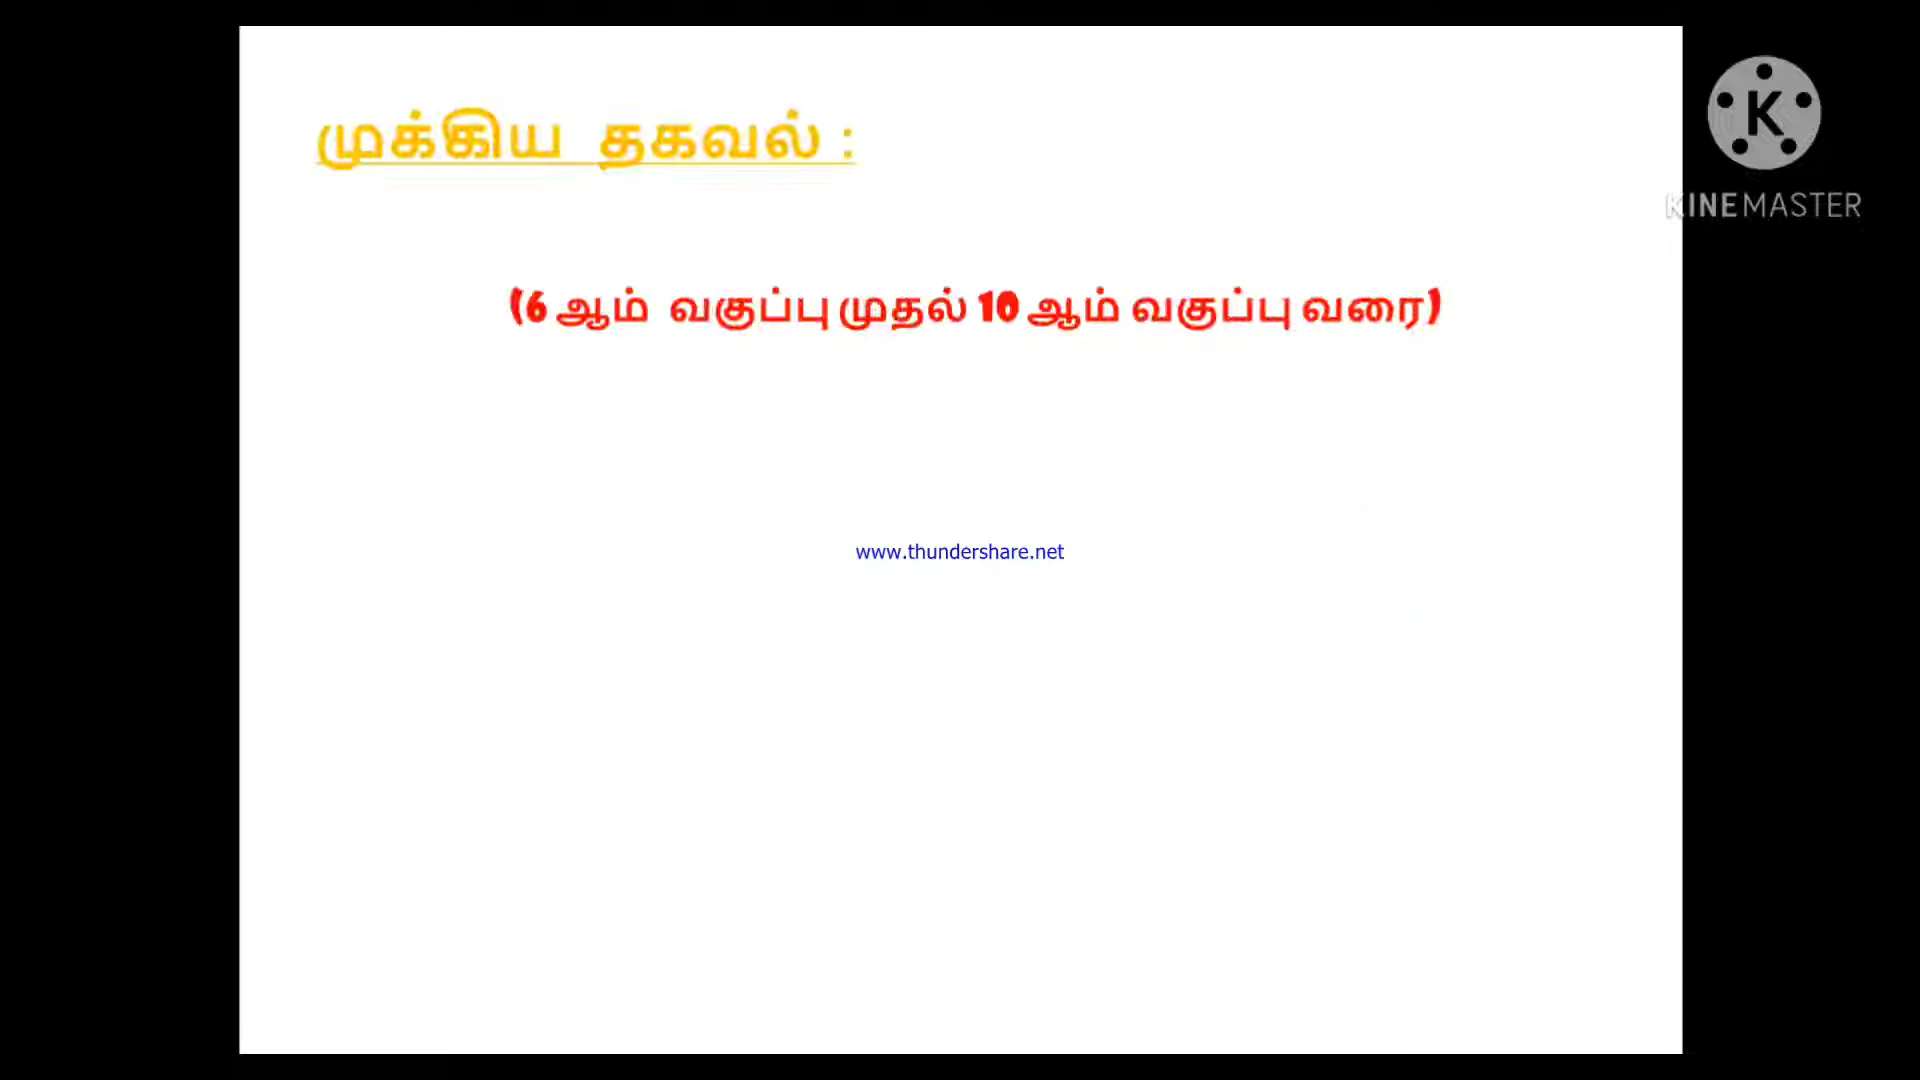 முக்கிய தகவல் :
K
KINEMASTER
(6 ஆம் வகுப்பு முதல் 10 ஆம் வகுப்பு வரை)
www.thundershare.net